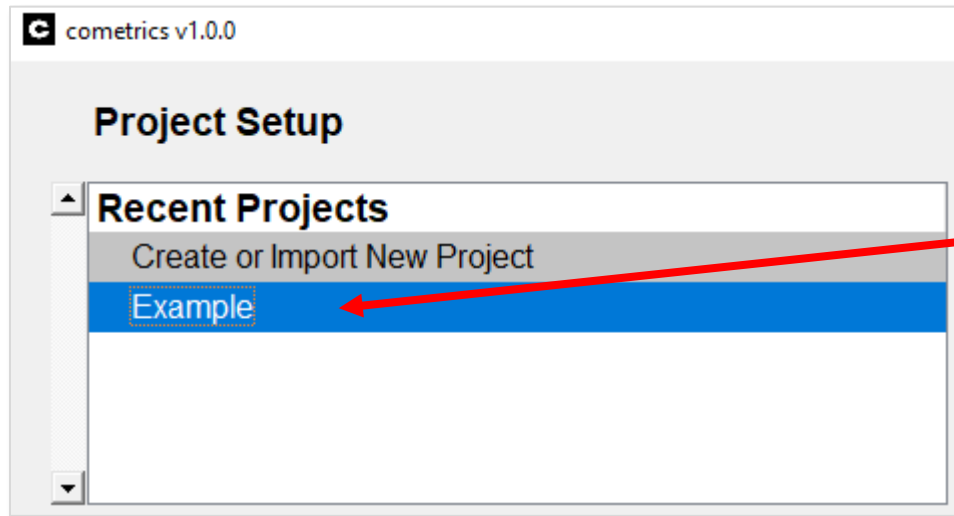 C cometrics v1.0.0
Project Setup
Recent Projects
Create or Import New Project
Example